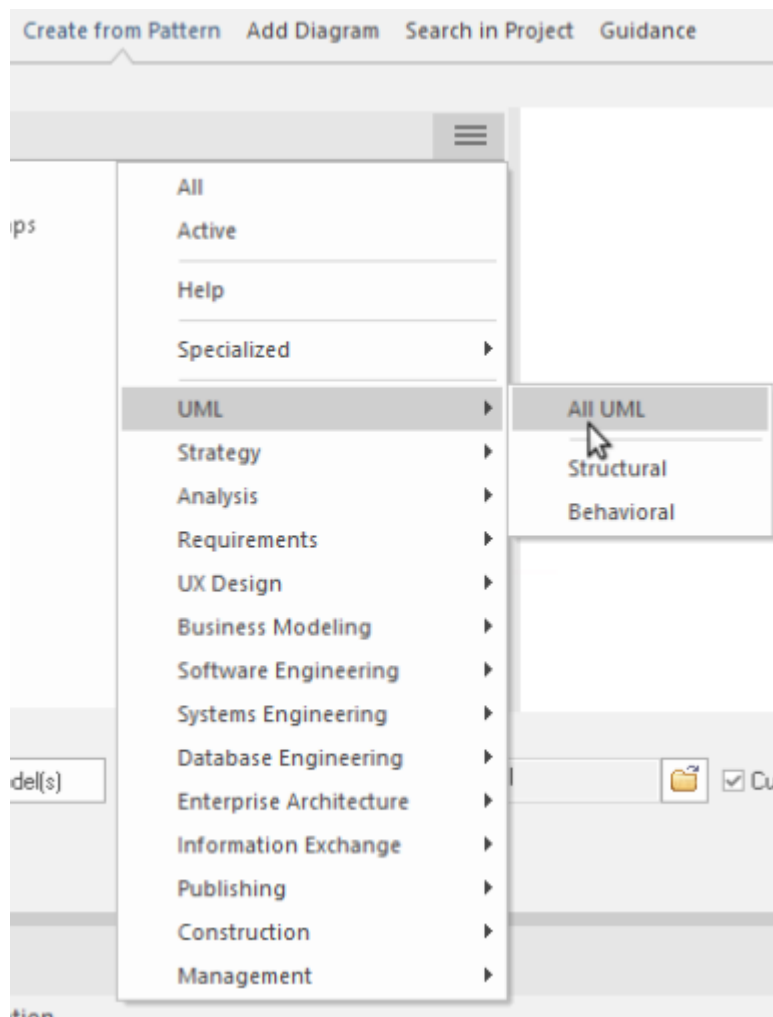 Create from Pattern Add Diagram Search in Project Guidance
All
Active
Help
Specialized
UML
Strategy
Analysis
Requirements
UX Design
Business Modeling
Software Engineering
Systems Engineering
Database Engineering
Enterprise Architecture
Information Exchange
Publishing
Construction
Management
All UML
Structural
Behavioral